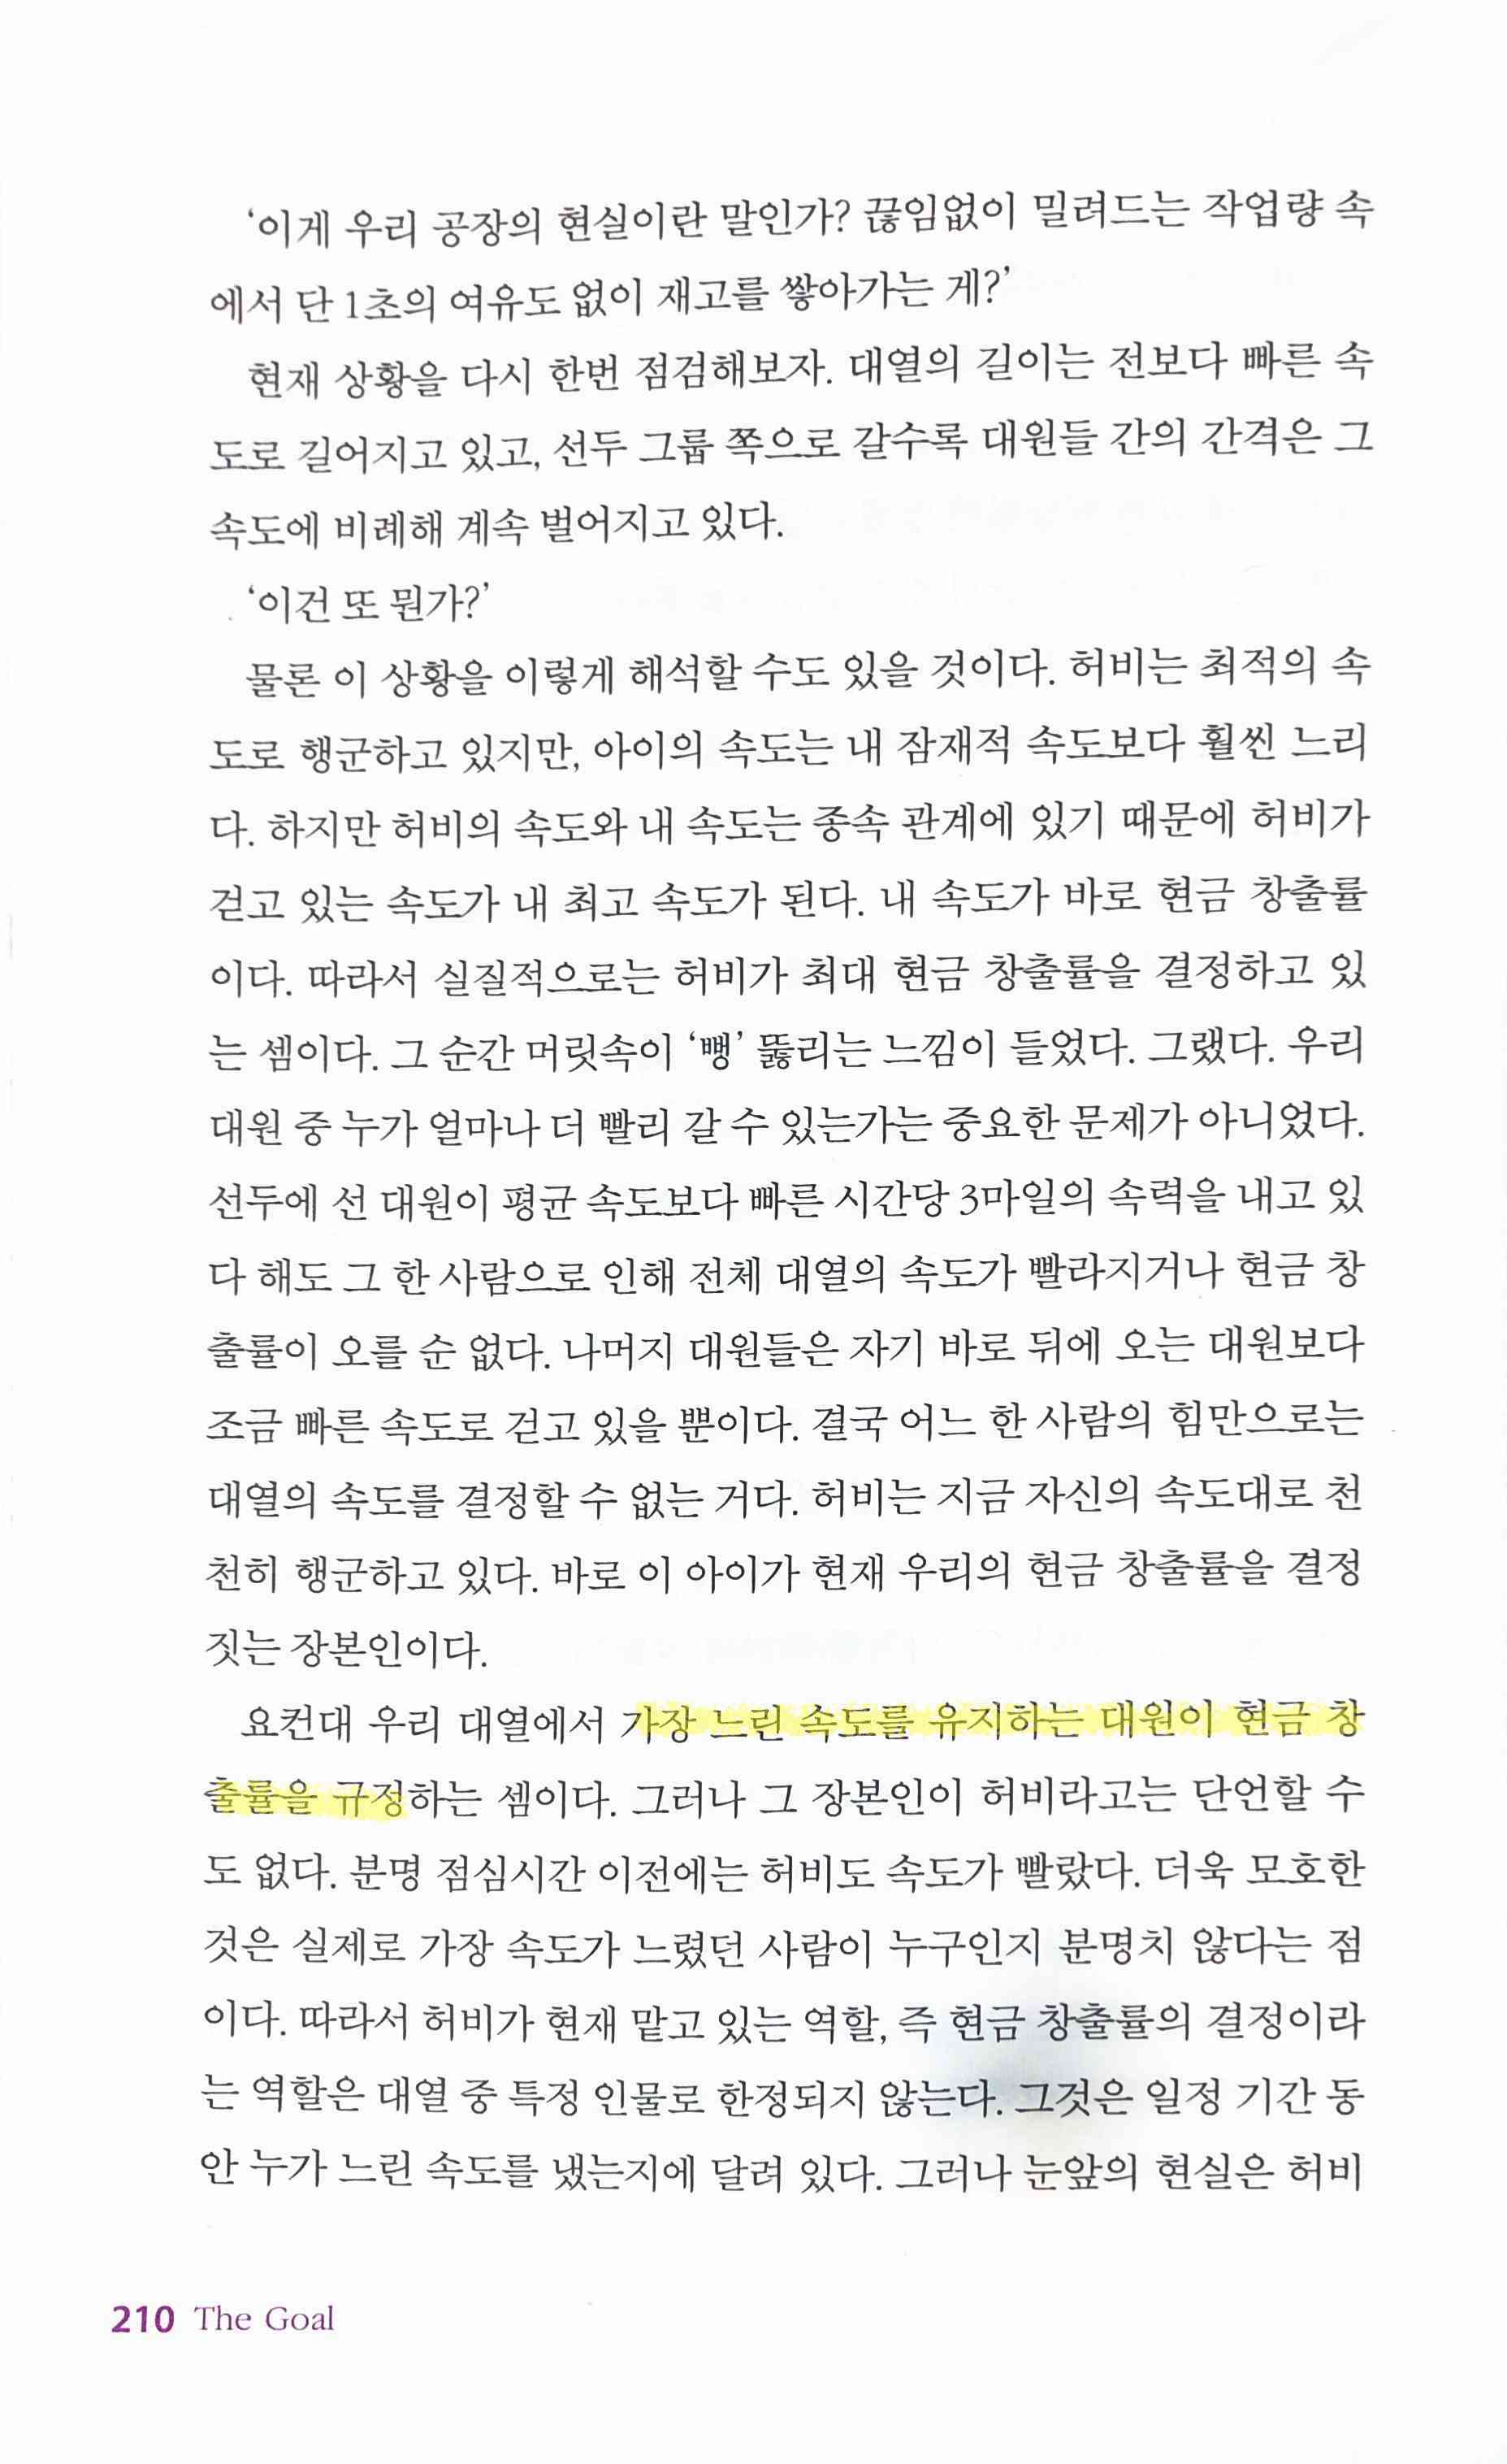 ‘이게 우리 공장의 현실이란 말인가? 끊임없이 밀려드는 작업량 속
에서 단 1초의 여유도 없이 재고를 쌓아가는 게?’
현재 상황을 다시 한번 점검해보자. 대열의 길이는 전보다 빠른 속
도로 길어지고 있고, 선두 그룹 쪽으로 갈수록 대원들 간의 간격은 그
속도에 비례해 계속 벌어지고 있다.
‘이건 또 뭔가?’
물론 이 상황을 이렇게 해석할 수도 있을 것이다. 허비는 최적의 속
도로 행군하고 있지만, 아이의 속도는 내 잠재적 속도보다 훨씬 느리
다. 하지만 허비의 속도와 내 속도는 종속 관계에 있기 때문에 허비가
걷고 있는 속도가 내 최고 속도가 된다. 내 속도가 바로 현금 창출률
이다. 따라서 실질적으로는 허비가 최대 현금 창출률을 결정하고 있
는 셈이다. 그 순간 머릿속이 ‘뻥’ 뚫리는 느낌이 들었다. 그랬다. 우리
대원 중 누가 얼마나 더 빨리 갈 수 있는가는 중요한 문제가 아니었다.
선두에 선 대원이 평균 속도보다 빠른 시간당 3마일의 속력을 내고 있
다 해도 그 한 사람으로 인해 전체 대열의 속도가 빨라지거나 현금 창
출률이 오를 순 없다. 나머지 대원들은 자기 바로 뒤에 오는 대원보다
조금 빠른 속도로 걷고 있을 뿐이다. 결국 어느 한 사람의 힘만으로는
대열의 속도를 결정할 수 없는 거다. 허비는 지금 자신의 속도대로 천
천히 행군하고 있다. 바로 이 아이가 현재 우리의 현금 창출률을 결정
짓는 장본인이다.
요컨대 우리 대열에서 가장 느린 속도를 유지하는 대원이 현금 창
출률을 규정하는 셈이다. 그러나 그 장본인이 허비라고는 단언할 수
도 없다. 분명 점심시간 이전에는 허비도 속도가 빨랐다. 더욱 모호한
것은 실제로 가장 속도가 느렸던 사람이 누구인지 분명치 않다는 점
이다. 따라서 허비가 현재 맡고 있는 역할, 즉 현금 창출률의 결정이라
는 역할은 대열 중 특정 인물로 한정되지 않는다. 그것은 일정 기간 동
안 누가 느린 속도를 냈는지에 달려 있다. 그러나 눈앞의 현실은 허비
210 The Goal